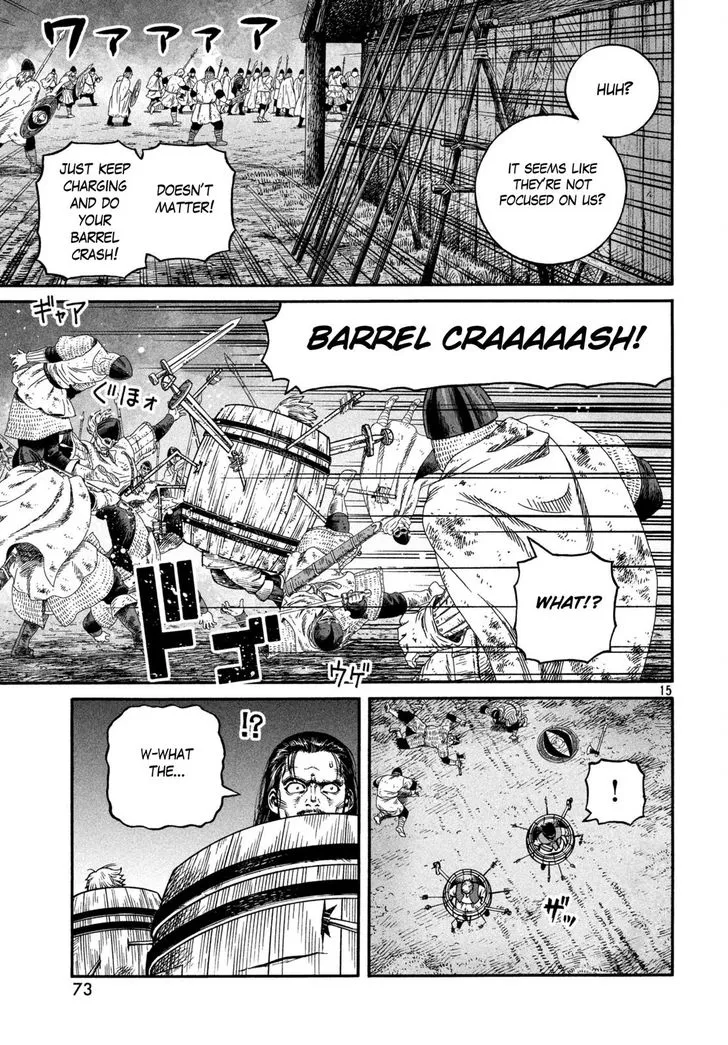 ワァァァァ
HUH?
IT SEEMS LIKE
THEY'RE NOT
FOCUSED ON US?
DOESN'T
MATTER!
JUST KEEP
CHARGING
AND DO
YOUR
BARREL
CRASH!
BARREL CRAAAAASH!
ギャア
ぐほォ
WHAT!?
ドゴ
ウゲ
15
!
ザッ
!?
W-WHAT
THE...
73